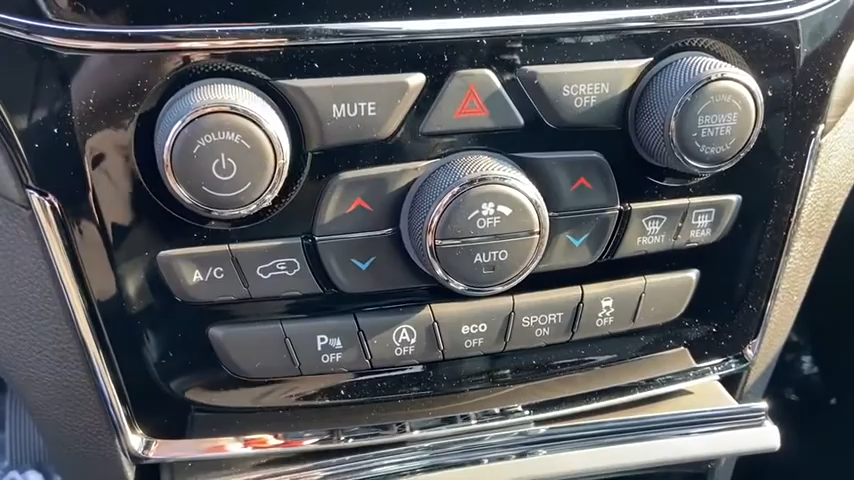 VOLUME
MUTE
SCREEN
OFF
TUNE
BROWSE
ENTER
SCROLL
OFF
AUTO
A/C
FRONT
REAR
P
OFF
A
OFF
eco
OFF
SPORT
ON
OFF